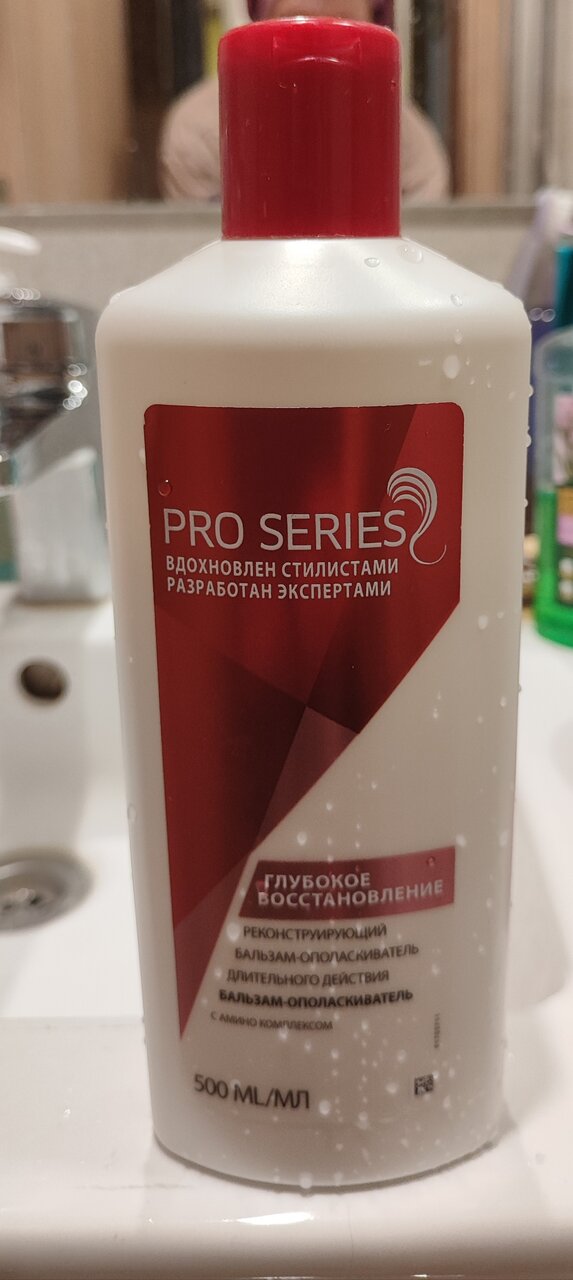 PRO SERIES
ВДОХНОВЛЕН СТИЛИСТАМИ
РАЗРАБОТАН ЭКСПЕРТАМИ
ГЛУБОКОЕ
ВОССТАНОВЛЕНИЕ
РЕКОНСТРУИРУЮЩИЙ
БАЛЬЗАМ-ОПОЛАСКИВАТЕЛЬ
ДЛИТЕЛЬНОГО ДЕЙСТВИЯ
БАЛЬЗАМ-ОПОЛАСКИВАТЕЛЬ
С АМИНО КОМПЛЕКСОМ
500 ML/МЛ